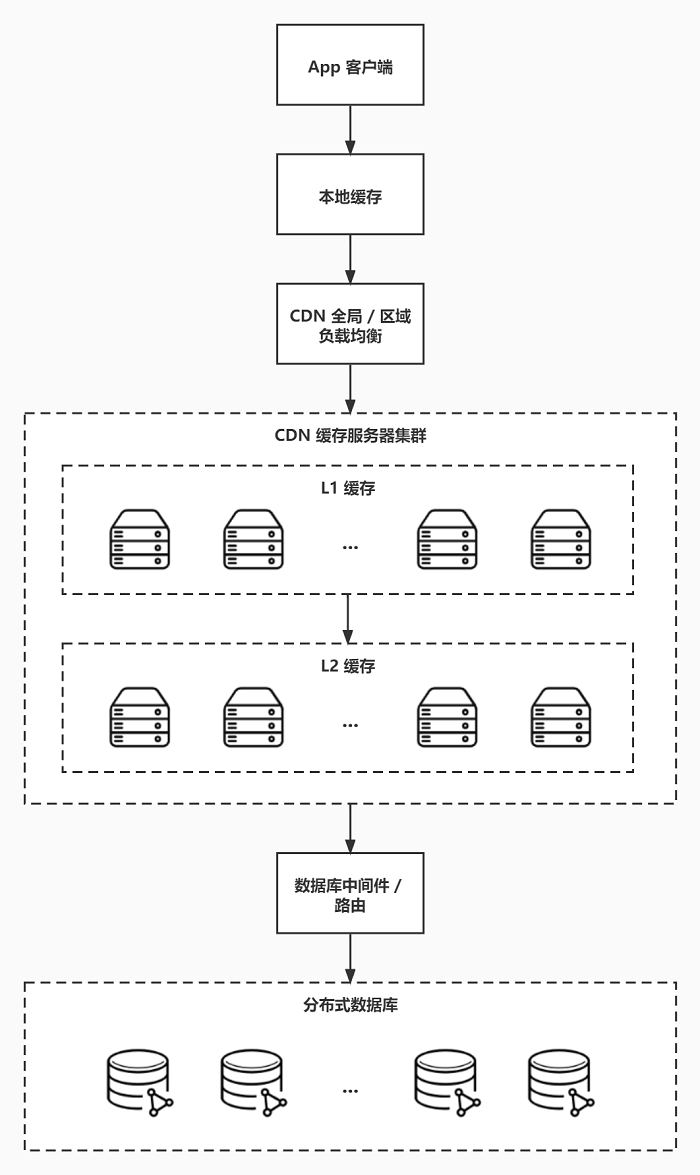 App 客户端
本地缓存
CDN 全局 / 区域
负载均衡
CDN 缓存服务器集群
L1 缓存
...
L2 缓存
...
数据库中间件 /
路由
分布式数据库
...